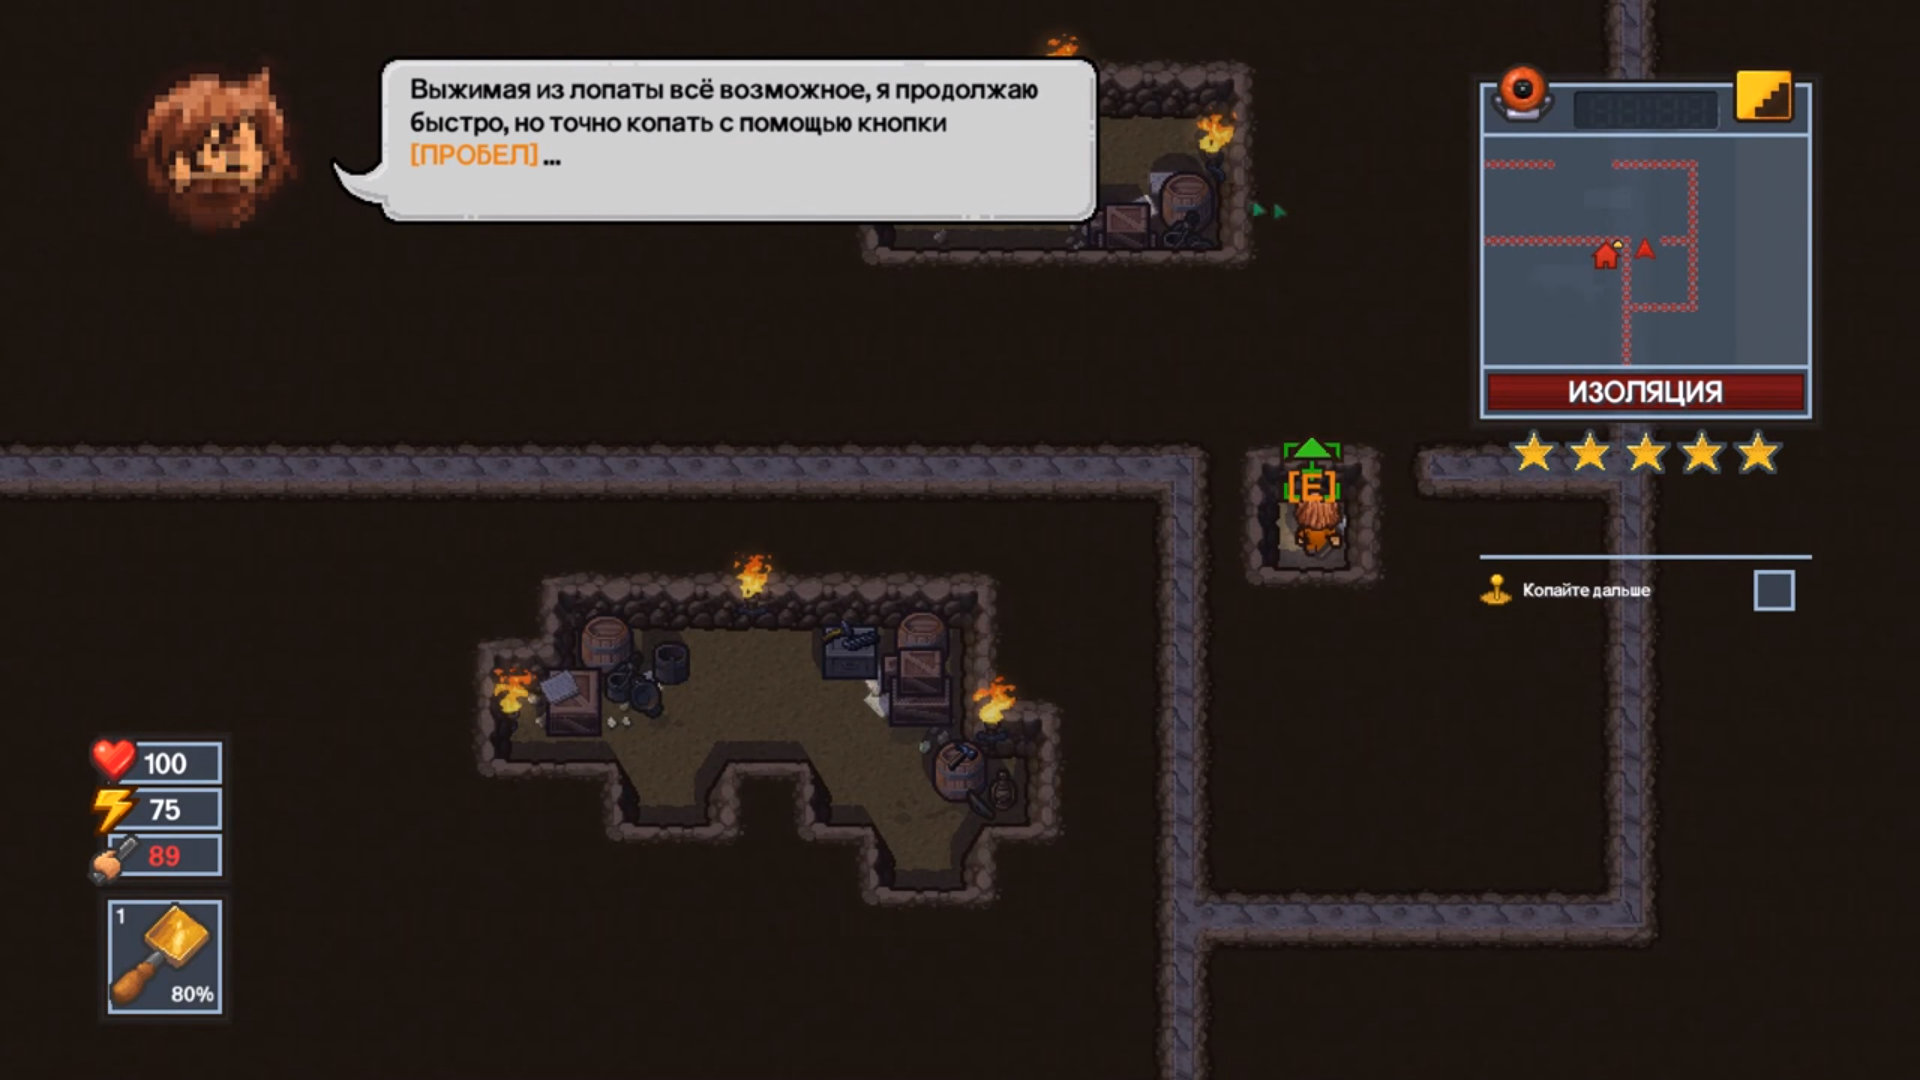 Выжимая из лопаты всё возможное, я продолжаю
быстро, но точно копать с помощью кнопки
[ПРОБЕЛ] ...
ИЗОЛЯЦИЯ
[E]
Копайте дальше
100
75
89
1
80%